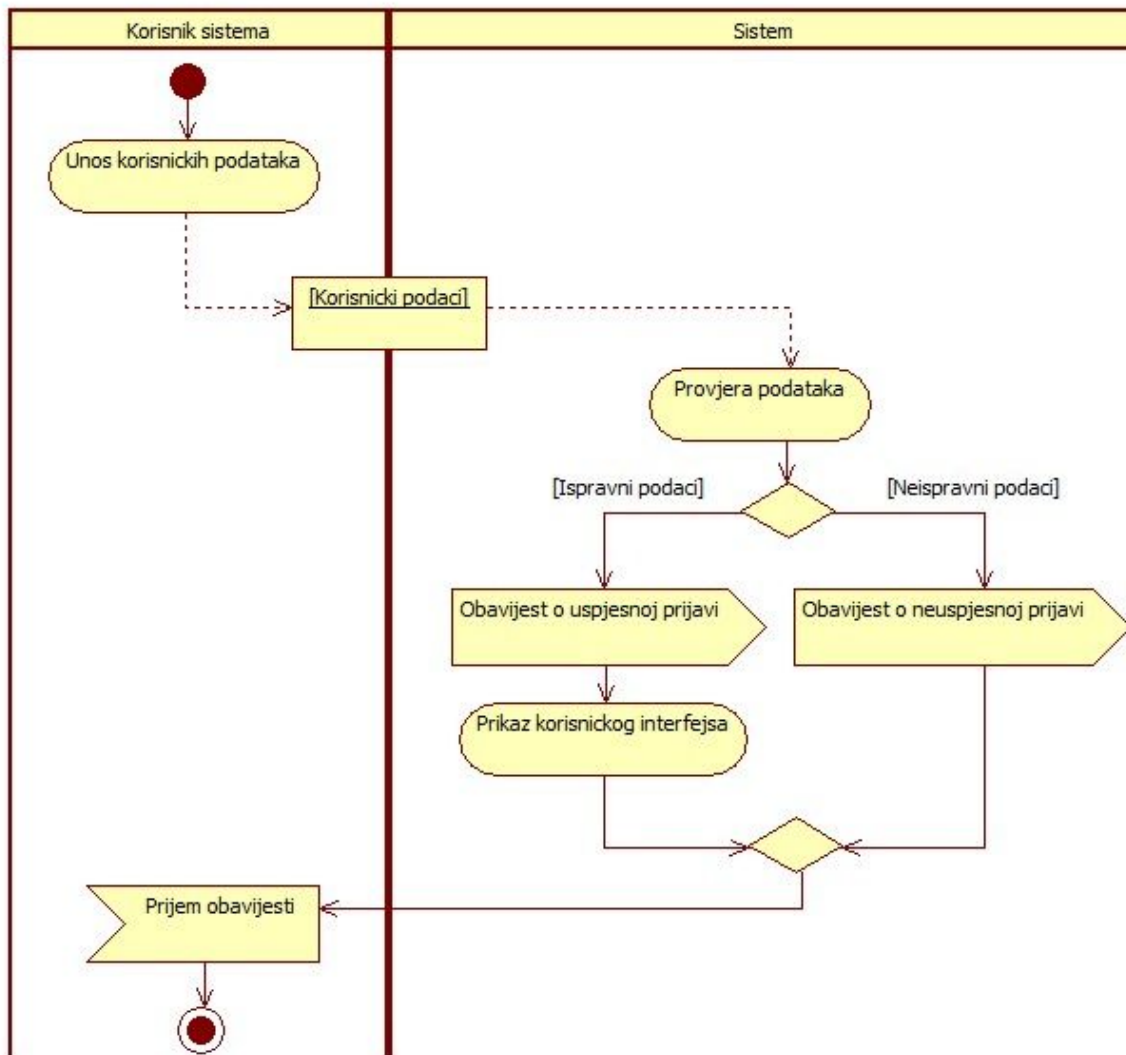 Korisnik sistema
Sistem
Unos korisnickih podataka
[Korisnicki podaci]
Provjera podataka
[Ispravni podaci]
[Neispravni podaci]
Obavijest o uspjesnoj prijavi
Obavijest o neuspjesnoj prijavi
Prikaz korisnickog interfejsa
Prijem obavijesti